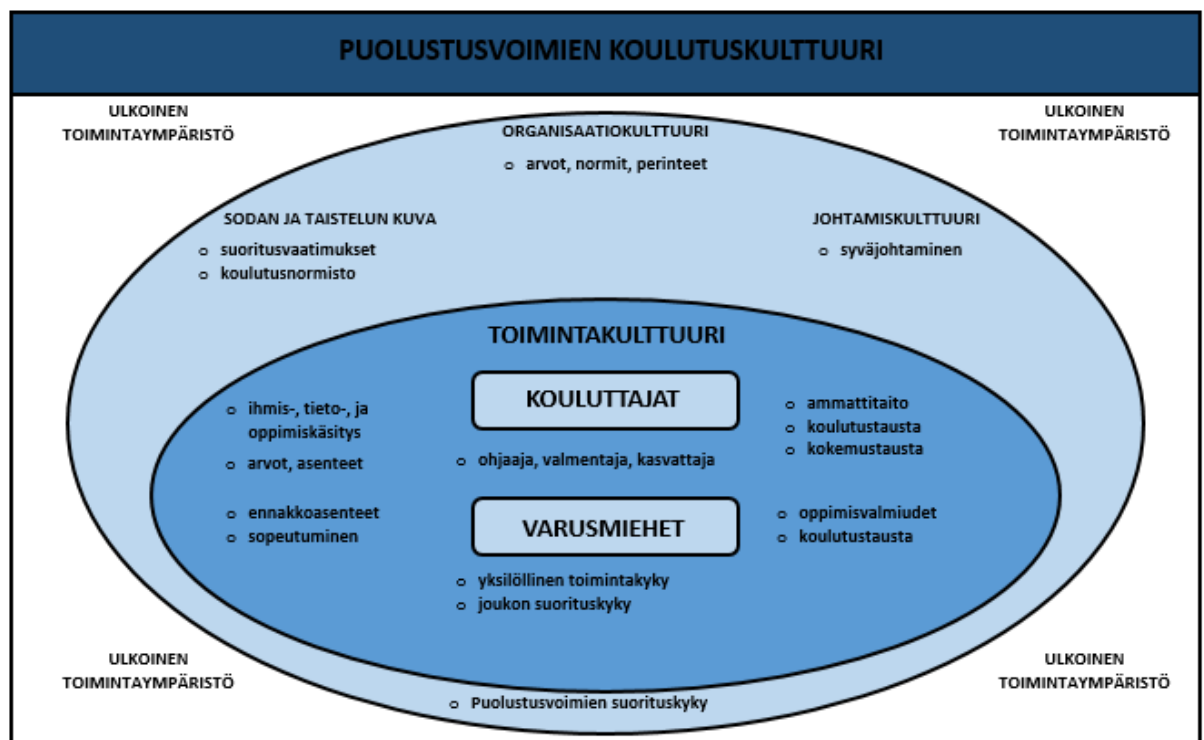 PUOLUSTUSVOIMIEN KOULUTUSKULTTUURI
ULKOINEN
TOIMINTAYMPÄRISTÖ
ULKOINEN
TOIMINTAYMPÄRISTÖ
ORGANISAATIOKULTTUURI
o arvot, normit, perinteet
SODAN JA TAISTELUN KUVA
o suoritusvaatimukset
o koulutusnormisto
JOHTAMISKULTTUURI
o syväjohtaminen
TOIMINTAKULTTUURI
KOULUTTAJAT
o ihmis-, tieto-, ja
oppimiskäsitys
o arvot, asenteet
o ohjaaja, valmentaja, kasvattaja
o ammattitaito
o koulutustausta
o kokemustausta
VARUSMIEHET
o ennakkoasenteet
o sopeutuminen
o oppimisvalmiudet
o koulutustausta
o yksilöllinen toimintakyky
o joukon suorituskyky
ULKOINEN
TOIMINTAYMPÄRISTÖ
ULKOINEN
TOIMINTAYMPÄRISTÖ
o Puolustusvoimien suorituskyky